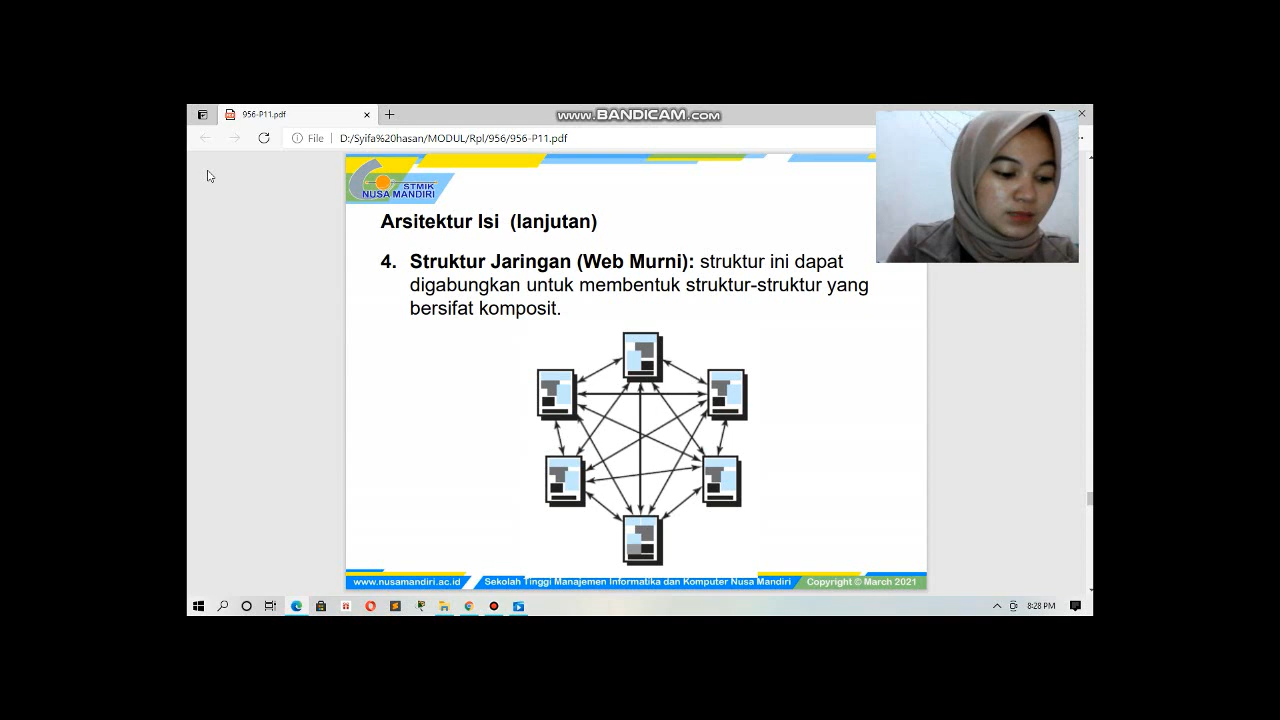 www.BANDICAM.com
956-P11.pdf
File
D:/Syifa%20hasan/MODUL/Rpl/956/956-P11.pdf
STMIK
NUSA MANDIRI
Arsitektur Isi (lanjutan)
4. Struktur Jaringan (Web Murni): struktur ini dapat
digabungkan untuk membentuk struktur-struktur yang
bersifat komposit.
www.nusamandiri.ac.id
Sekolah Tinggi Manajemen Informatika dan Komputer Nusa Mandiri
Copyright © March 2021
8:28 PM